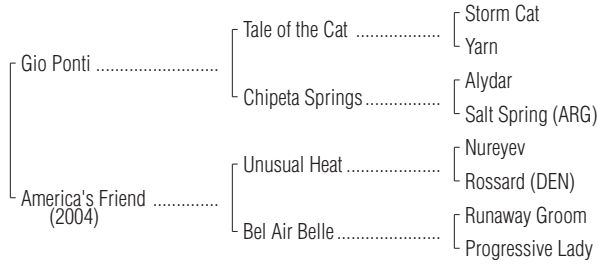 Storm Cat
Tale of the Cat ..................
Yarn
Gio Ponti ..........................
Alydar
Chipeta Springs................
Salt Spring (ARG)
Nureyev
Unusual Heat ....................
Rossard (DEN)
America's Friend ..............
(2004)
Runaway Groom
Bel Air Belle......................
Progressive Lady